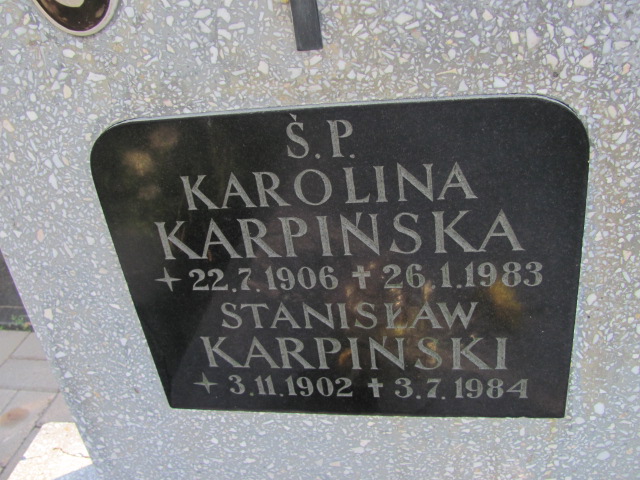 Ś.P.
KAROLINA
KARPIŃSKA
✦ 22.7.1906 ✝ 26.1.1983
STANISŁAW
KARPIŃSKI
✦ 3.11.1902 ✝ 3.7.1984